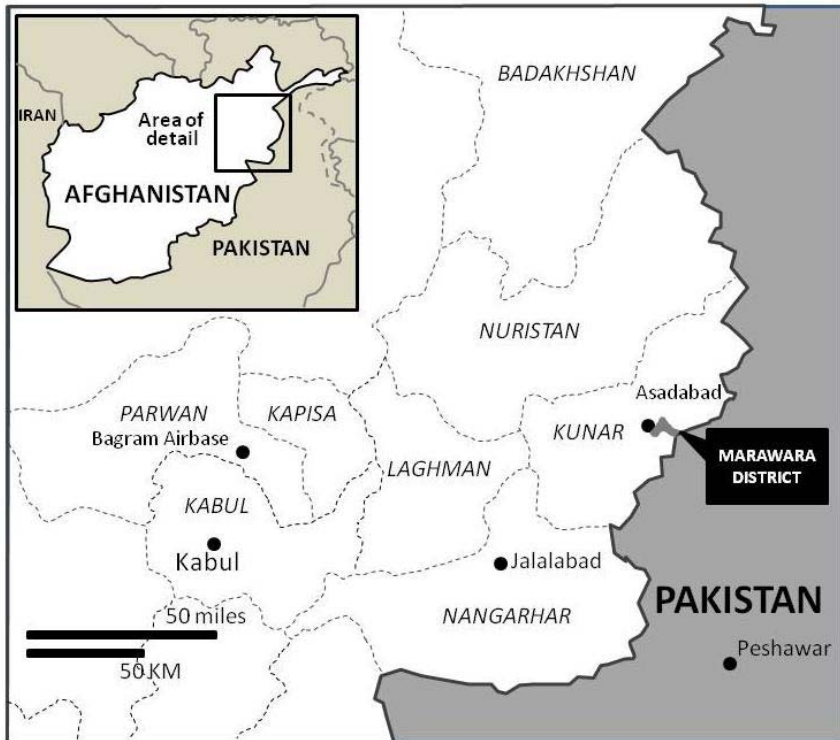 IRAN
Area of
detail
AFGHANISTAN
PAKISTAN
BADAKHSHAN
NURISTAN
Asadabad
PARWAN
KAPISA
KUNAR
Bagram Airbase
MARAWARA
DISTRICT
LAGHMAN
KABUL
Kabul
Jalalabad
PAKISTAN
NANGARHAR
50 miles
Peshawar
50 KM